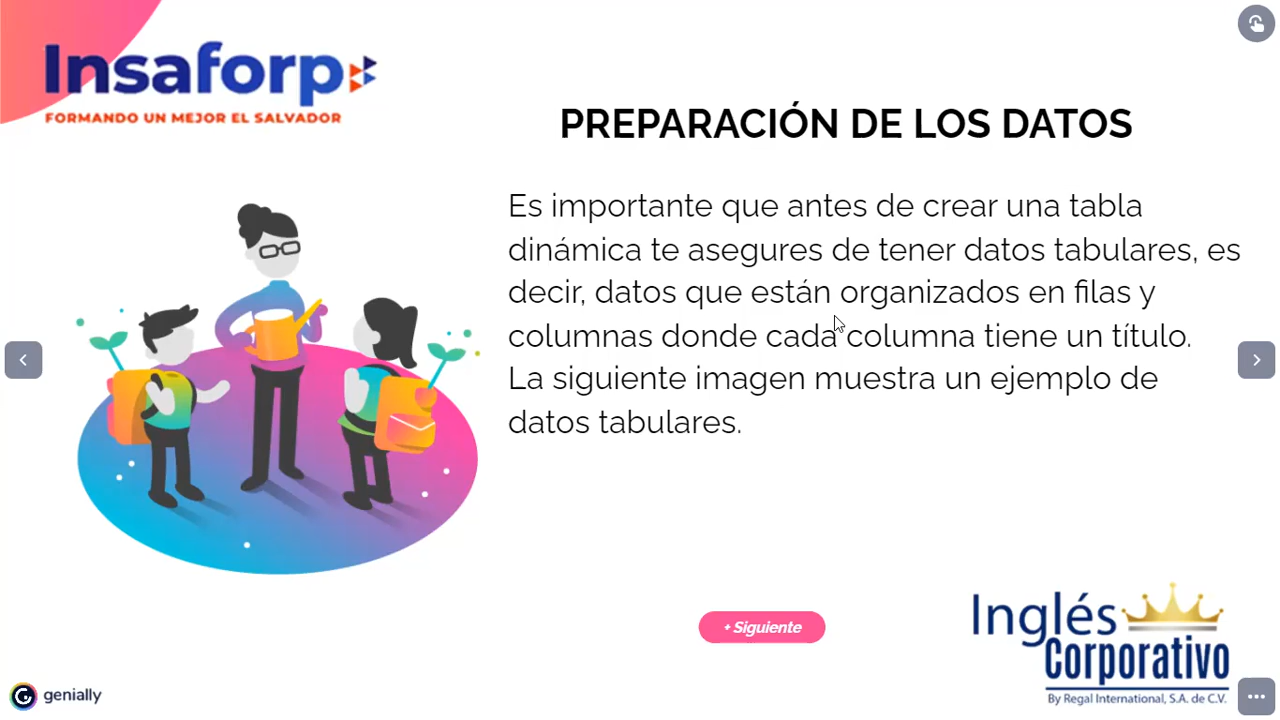 Insaforp
FORMANDO UN MEJOR EL SALVADOR
PREPARACIÓN DE LOS DATOS
Es importante que antes de crear una tabla
dinámica te asegures de tener datos tabulares, es
decir, datos que están organizados en filas y
columnas donde cada columna tiene un título.
La siguiente imagen muestra un ejemplo de
datos tabulares.
+ Siguiente
Inglés
Corporativo
By Regal International, S.A. de C.V.
genially